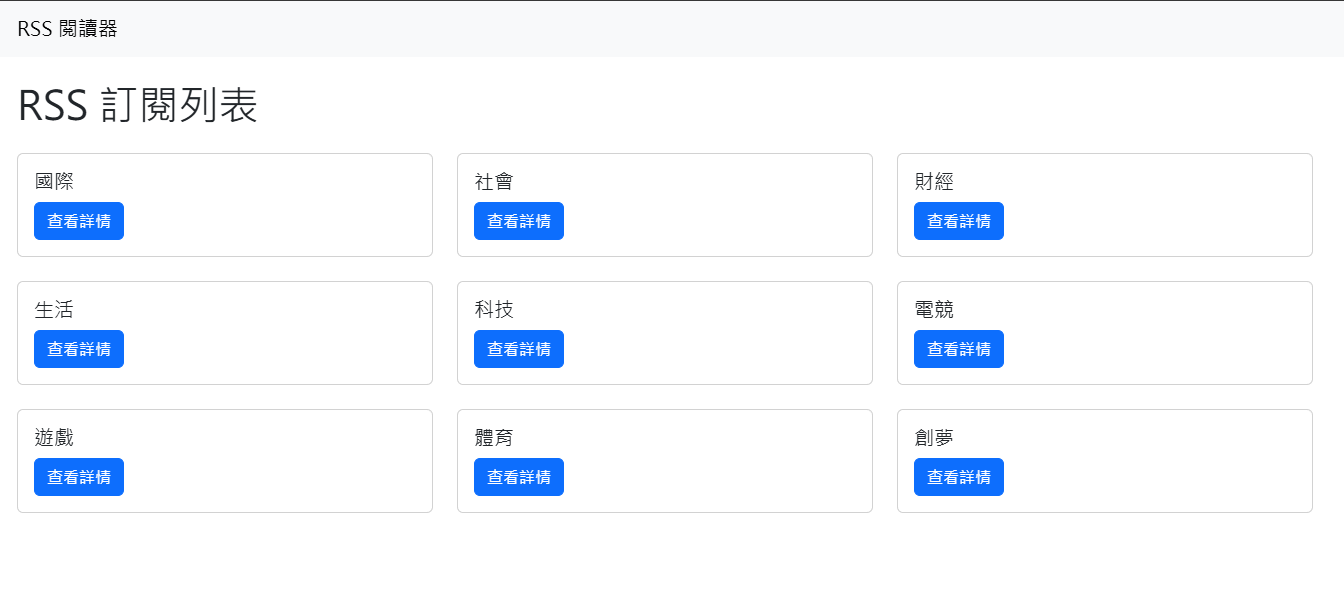 RSS 閱讀器
RSS 訂閱列表
國際
查看詳情
社會
查看詳情
財經
查看詳情
生活
查看詳情
科技
查看詳情
電競
查看詳情
遊戲
查看詳情
體育
查看詳情
創夢
查看詳情